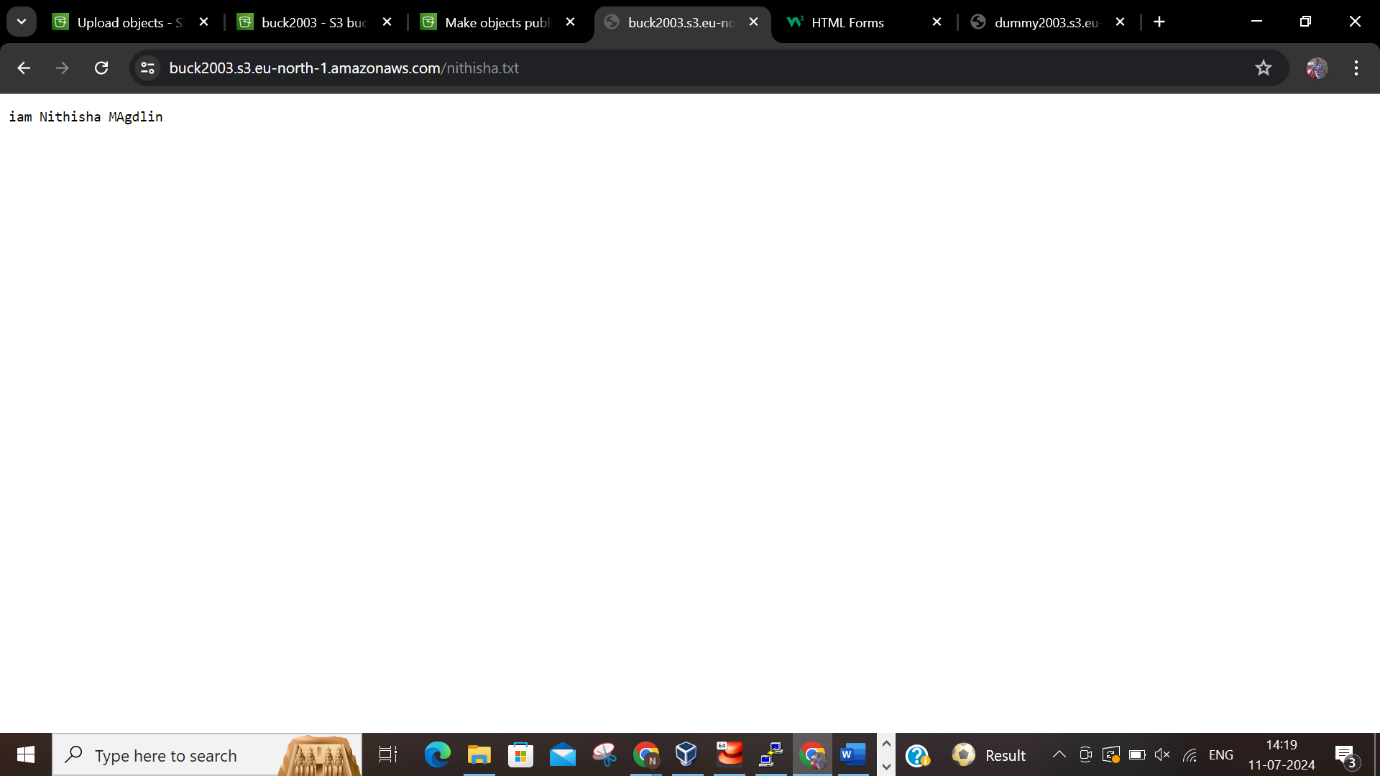 Upload objects - S
buck2003 - S3 buc
Make objects publ
buck2003.s3.eu-no
HTML Forms
dummy2003.s3.eu-
buck2003.s3.eu-north-1.amazonaws.com/nithisha.txt
iam Nithisha MAgdlin
Type here to search
N
64
W
Result
ENG
14:19
11-07-2024
3